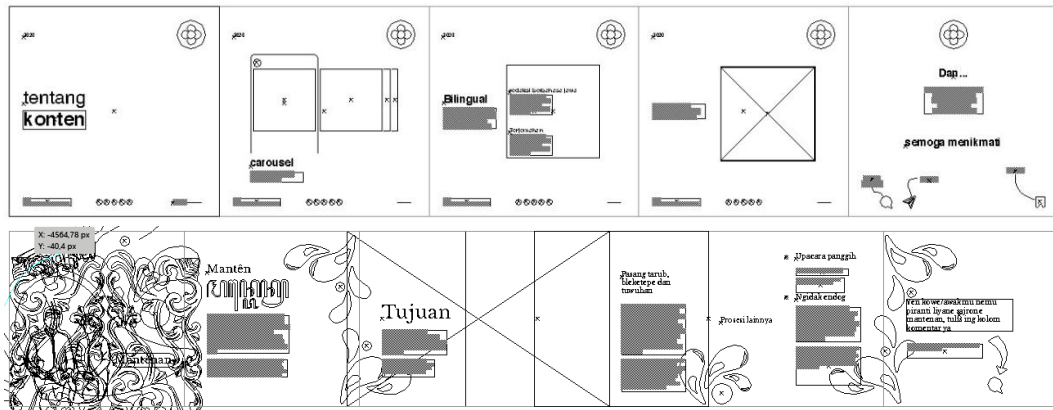 2020
2020
2020
2020
tentang
konten
carousel
Bilingual
Terjemahan
Dap...
semoga menikmati
X: -4564,78 px
Y: -40,4 px
Mantenan
Mantên
Tujuan
Pasang tarub,
bleketepe dan
tuwuhan
Prosesi lainnya
Upacara panggih
Ngidak endog
Yen kowe/awakmu nemu
piranti liyane sajrone
mantenan, tulis ing kolom
komentar ya